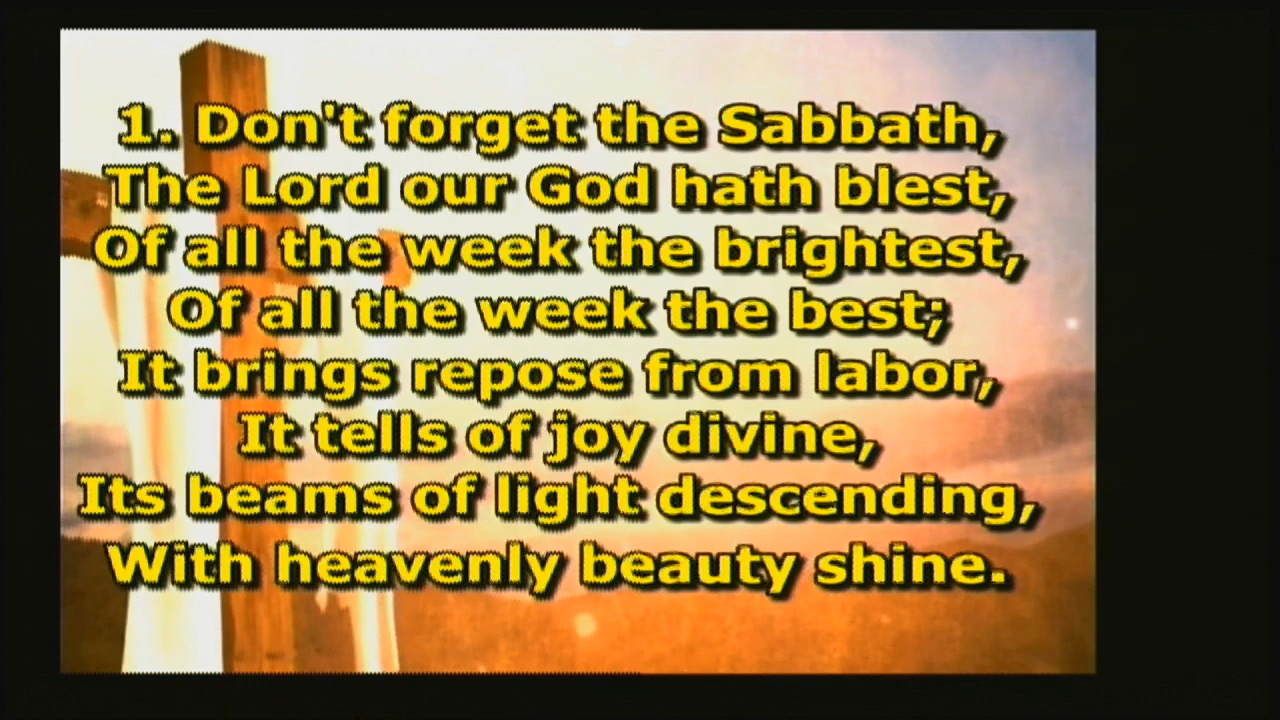 1. Don't forget the Sabbath,
The Lord our God hath blest,
Of all the week the brightest,
Of all the week the best;
It brings repose from labor,
It tells of joy divine,
Its beams of light descending,
With heavenly beauty shine.